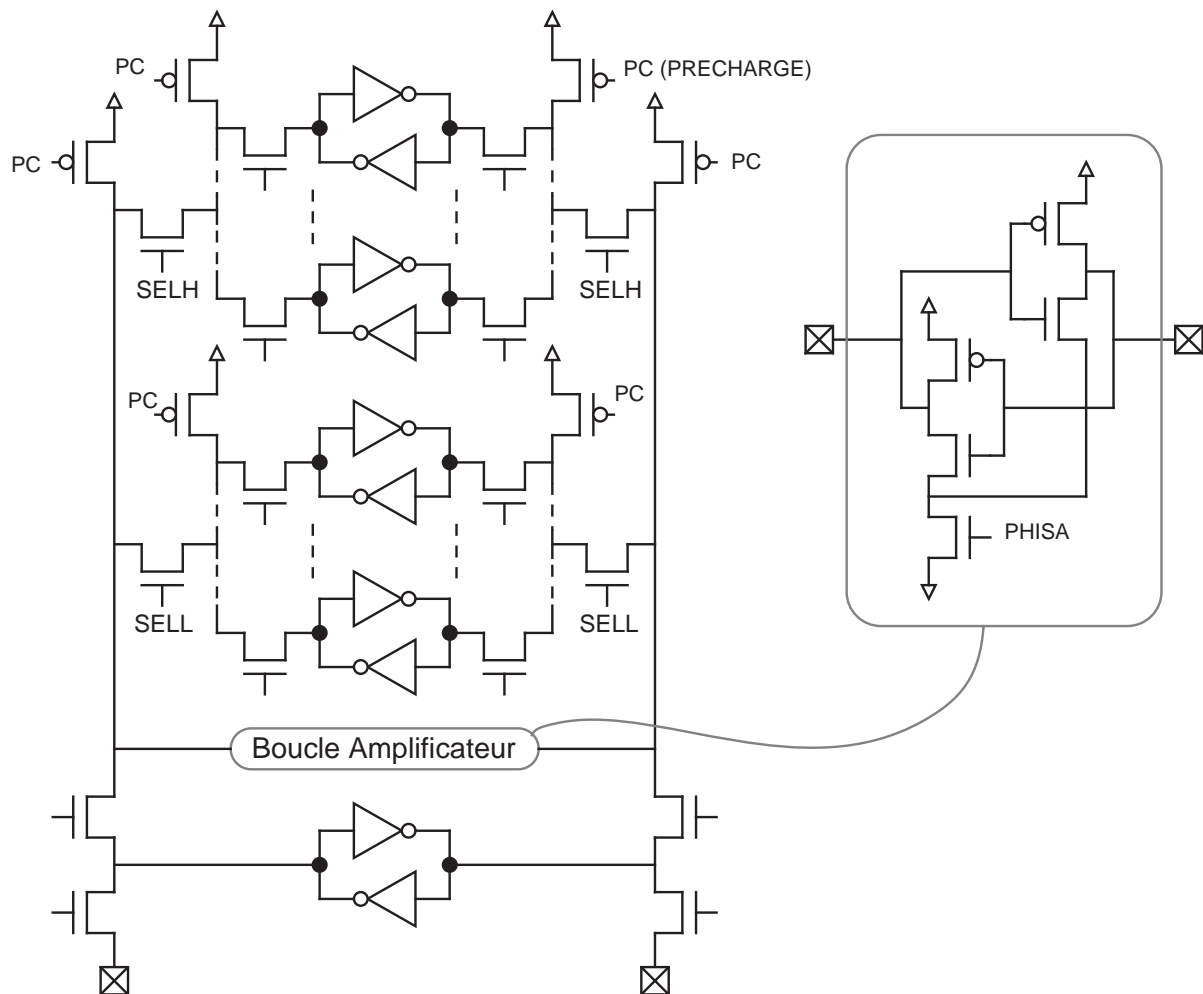 PC
PC (PRECHARGE)
PC
PC
SELH
SELH
PC
PC
PHISA
SELL
SELL
Boucle Amplificateur